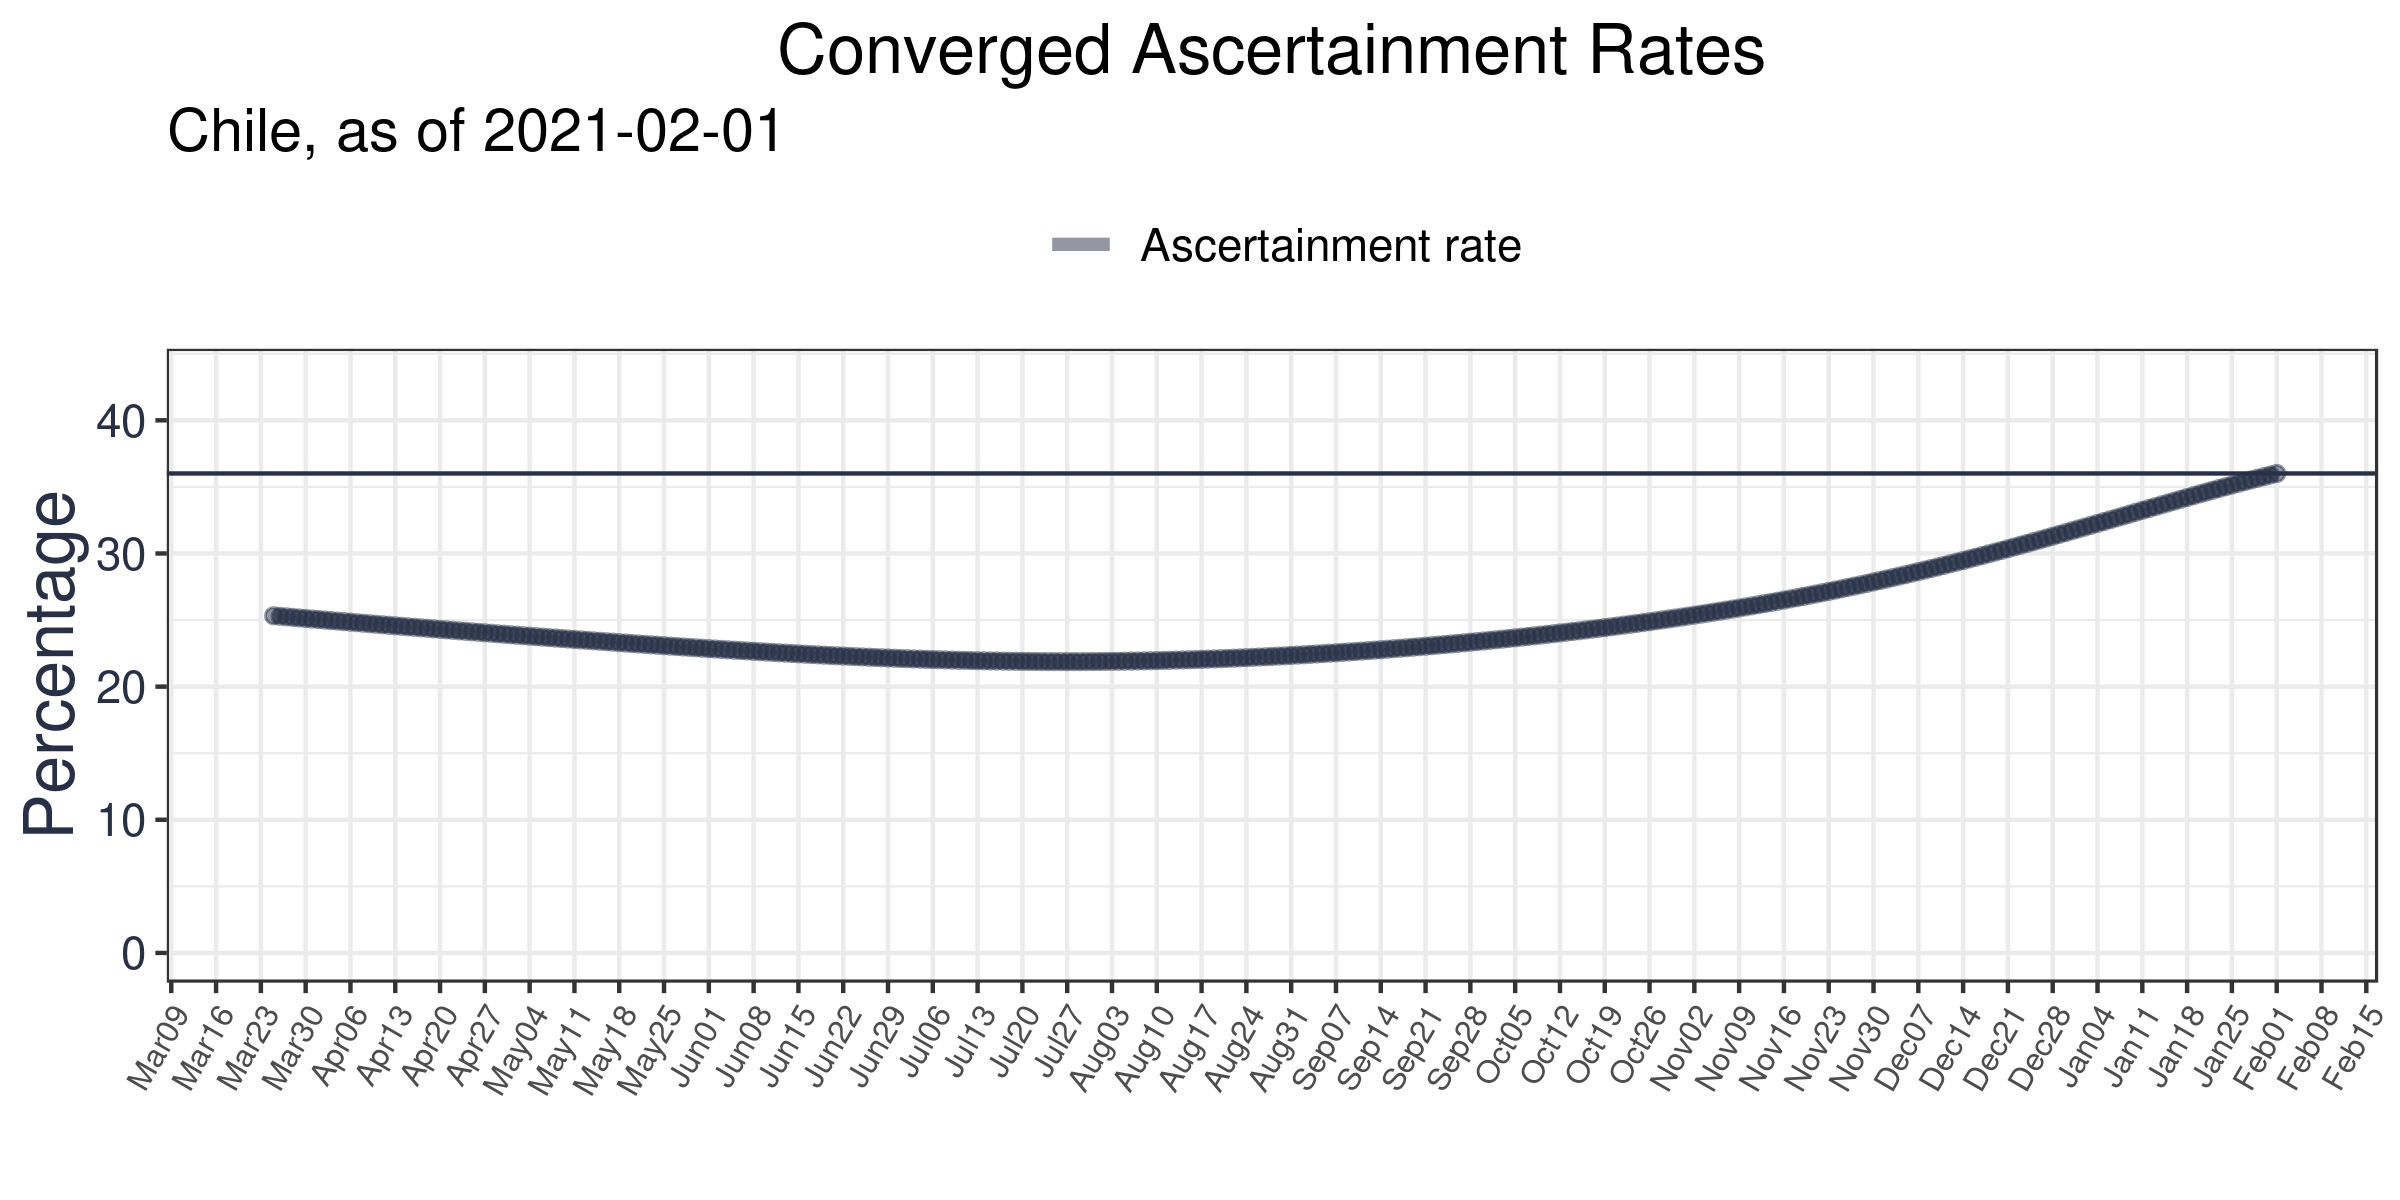 Converged Ascertainment Rates
Chile, as of 2021-02-01
Ascertainment rate
Percentage
40
30
20
10
0
Mar09 Mar16 Mar23 Mar30 Apr06 Apr13 Apr20 Apr27 May04 May11 May18 May25 Jun01 Jun08 Jun15 Jun22 Jun29 Jul06 Jul13 Jul20 Jul27 Aug03 Aug10 Aug17 Aug24 Aug31 Sep07 Sep14 Sep21 Sep28 Oct05 Oct12 Oct19 Oct26 Nov02 Nov09 Nov16 Nov23 Nov30 Dec07 Dec14 Dec21 Dec28 Jan04 Jan11 Jan18 Jan25 Feb01 Feb08 Feb15